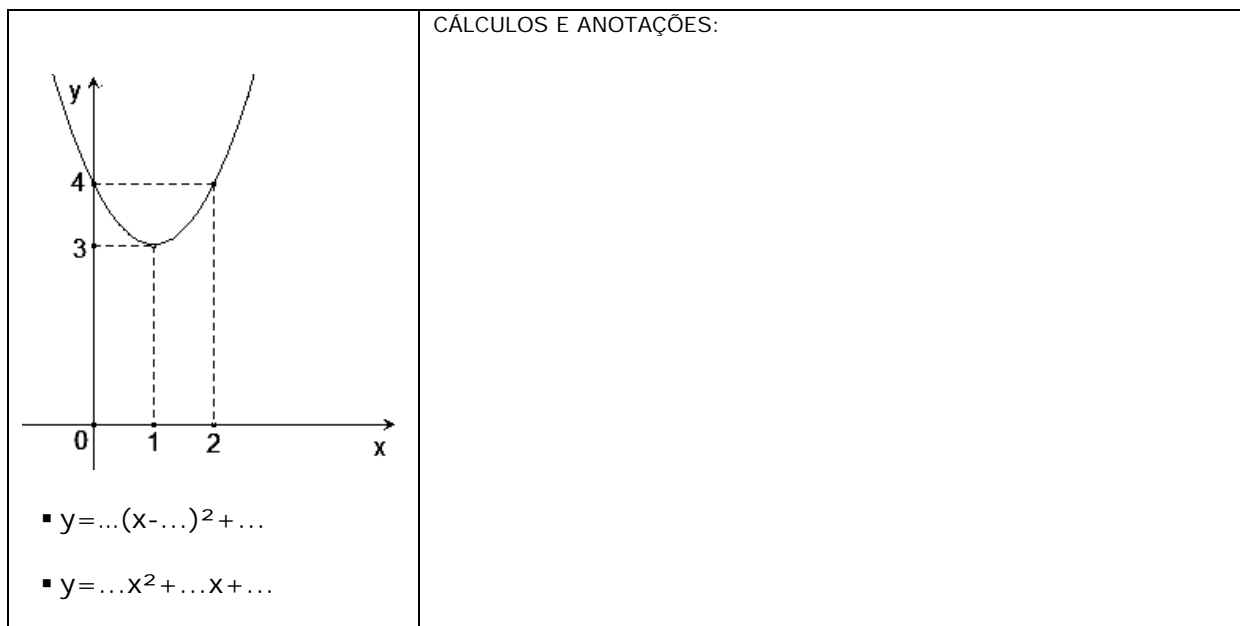 CÁLCULOS E ANOTAÇÕES:
y
4
3
0 1 2 x
▪ y=...(x-...)²+...
▪ y=...x²+...x+...